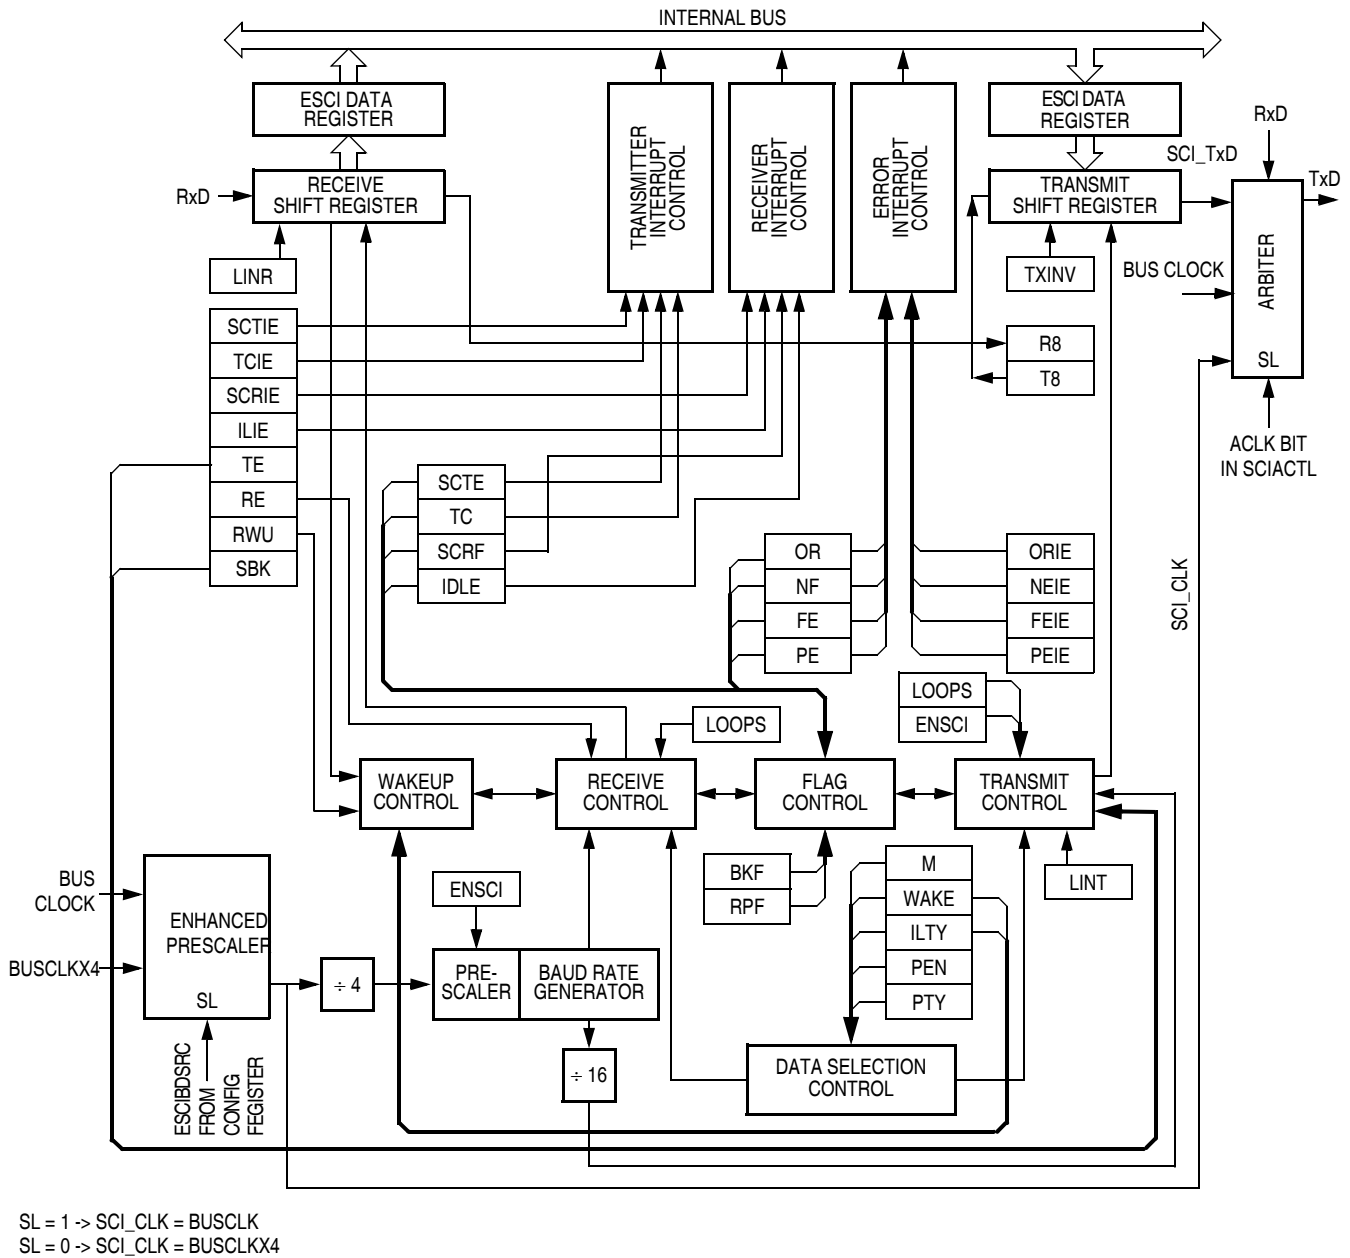 INTERNAL BUS
ESCI DATA
REGISTER
RECEIVE
SHIFT REGISTER
RxD
LINR
TRANSMITTER
INTERRUPT
CONTROL
RECEIVER
INTERRUPT
CONTROL
ERROR
INTERRUPT
CONTROL
ESCI DATA
REGISTER
TRANSMIT
SHIFT REGISTER
TXINV
SCI_TxD
RxD
TxD
BUS CLOCK
ARBITER
SL
ACLK BIT
IN SCIACTL
R8
T8
SCTIE
TCIE
SCRIE
ILIE
TE
RE
RWU
SBK
SCTE
TC
SCRF
IDLE
OR
NF
FE
PE
ORIE
NEIE
FEIE
PEIE
SCI_CLK
LOOPS
LOOPS
ENSCI
WAKEUP
CONTROL
RECEIVE
CONTROL
FLAG
CONTROL
TRANSMIT
CONTROL
BKF
RPF
M
WAKE
ILTY
PEN
PTY
LINT
BUS
CLOCK
BUSCLKX4
ENHANCED
PRESCALER
SL
ESCIBDSRC
FROM
CONFIG
FEGISTER
÷ 4
ENSCI
PRE-
SCALER
BAUD RATE
GENERATOR
÷ 16
DATA SELECTION
CONTROL
SL = 1 -> SCI_CLK = BUSCLK
SL = 0 -> SCI_CLK = BUSCLKX4